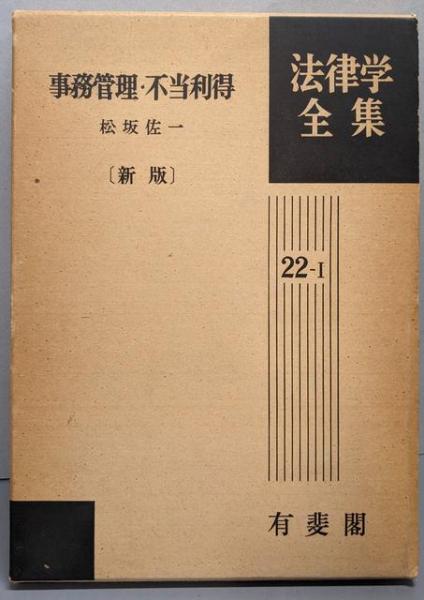 法律学
全集
事務管理・不当利得
松坂佐一
〔新版〕
22-I
有斐閣